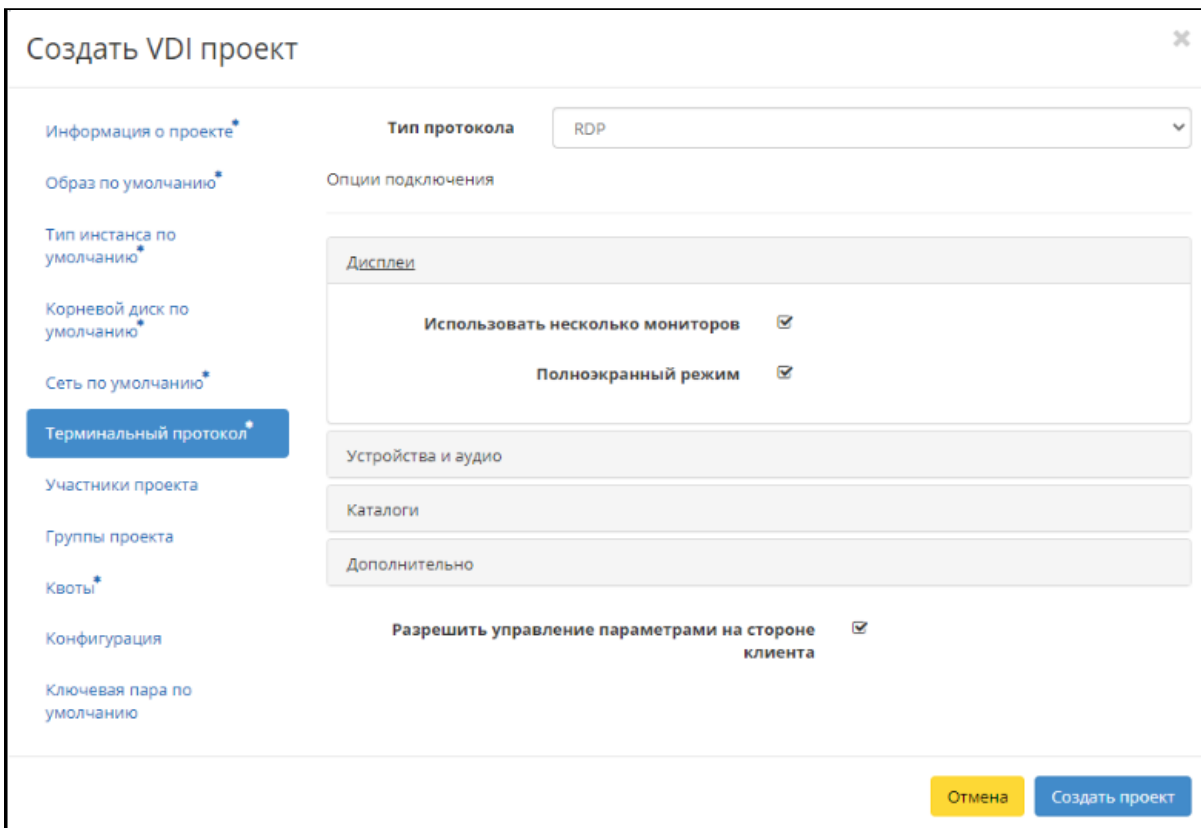 Создать VDI проект
Информация о проекте*
Образ по умолчанию*
Тип инстанса по
умолчанию*
Корневой диск по
умолчанию*
Сеть по умолчанию*
Терминальный протокол*
Участники проекта
Группы проекта
Квоты*
Конфигурация
Ключевая пара по
умолчанию
Тип протокола
RDP
Опции подключения
Дисплеи
Использовать несколько мониторов
Полноэкранный режим
Устройства и аудио
Каталоги
Дополнительно
Разрешить управление параметрами на стороне
клиента
Отмена
Создать проект